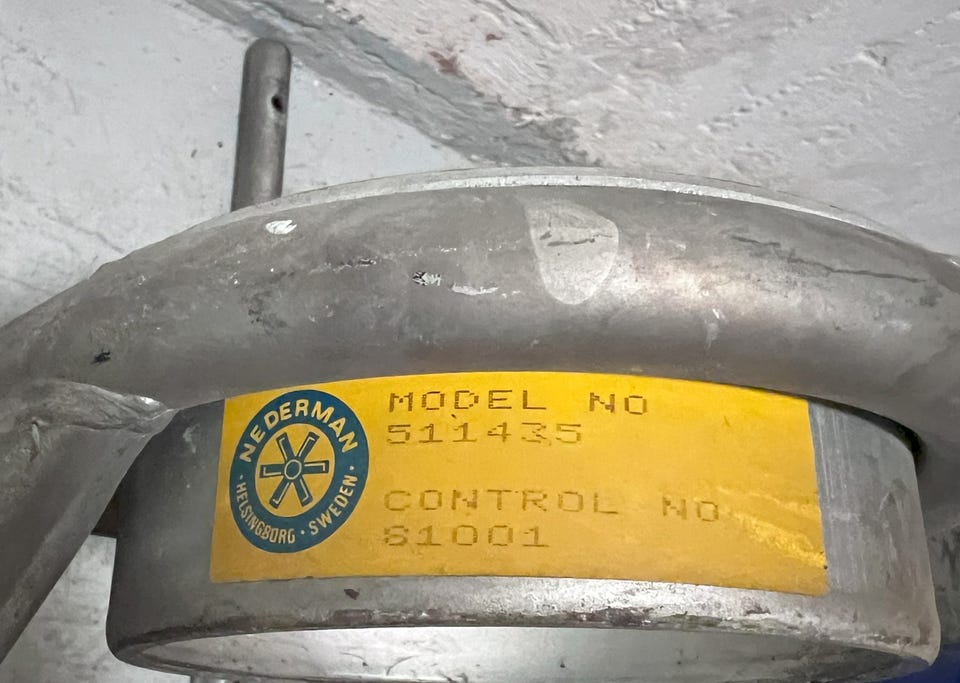 NEDERMAN
HELSINGBORG · SWEDEN
MODEL NO
511435
CONTROL NO
81001